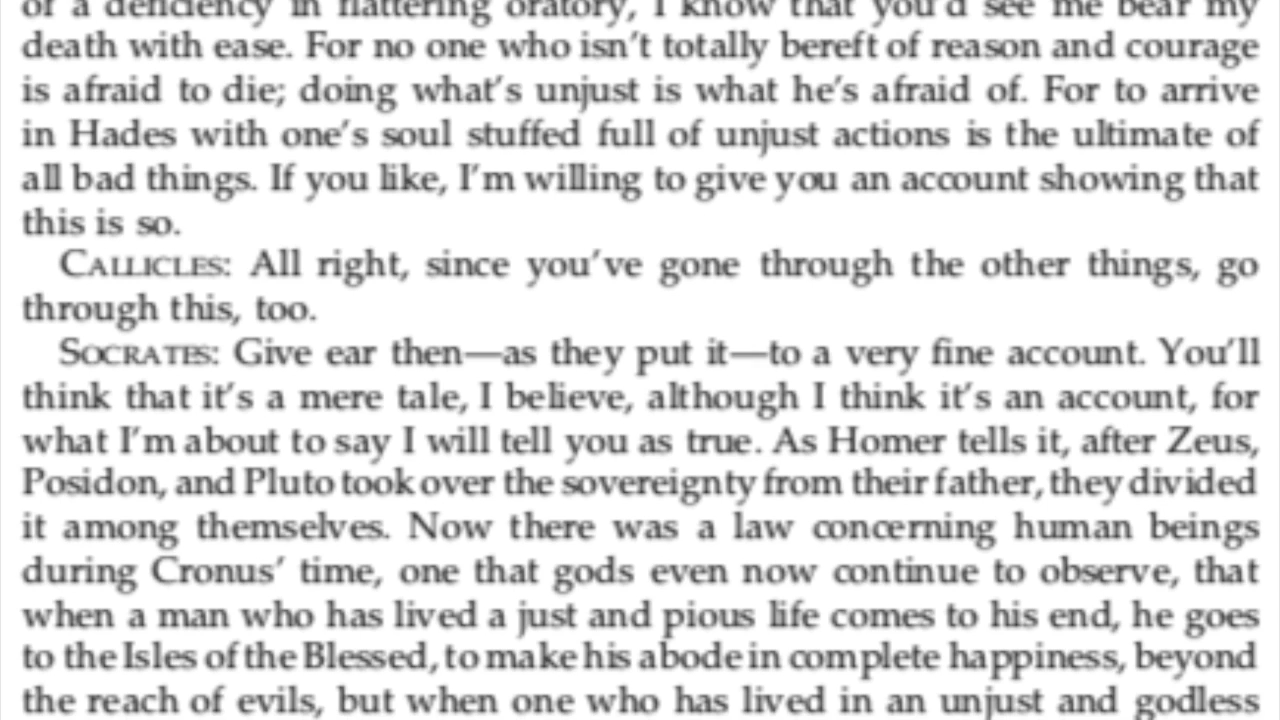 of a deficiency in flattering oratory, I know that you'd see me bear my
death with ease. For no one who isn't totally bereft of reason and courage
is afraid to die; doing what's unjust is what he's afraid of. For to arrive
in Hades with one's soul stuffed full of unjust actions is the ultimate of
all bad things. If you like, I'm willing to give you an account showing that
this is so.
CALLICLES: All right, since you've gone through the other things, go
through this, too.
SOCRATES: Give ear then—as they put it—to a very fine account. You'll
think that it's a mere tale, I believe, although I think it's an account, for
what I'm about to say I will tell you as true. As Homer tells it, after Zeus,
Posidon, and Pluto took over the sovereignty from their father, they divided
it among themselves. Now there was a law concerning human beings
during Cronus' time, one that gods even now continue to observe, that
when a man who has lived a just and pious life comes to his end, he goes
to the Isles of the Blessed, to make his abode in complete happiness, beyond
the reach of evils, but when one who has lived in an unjust and godless